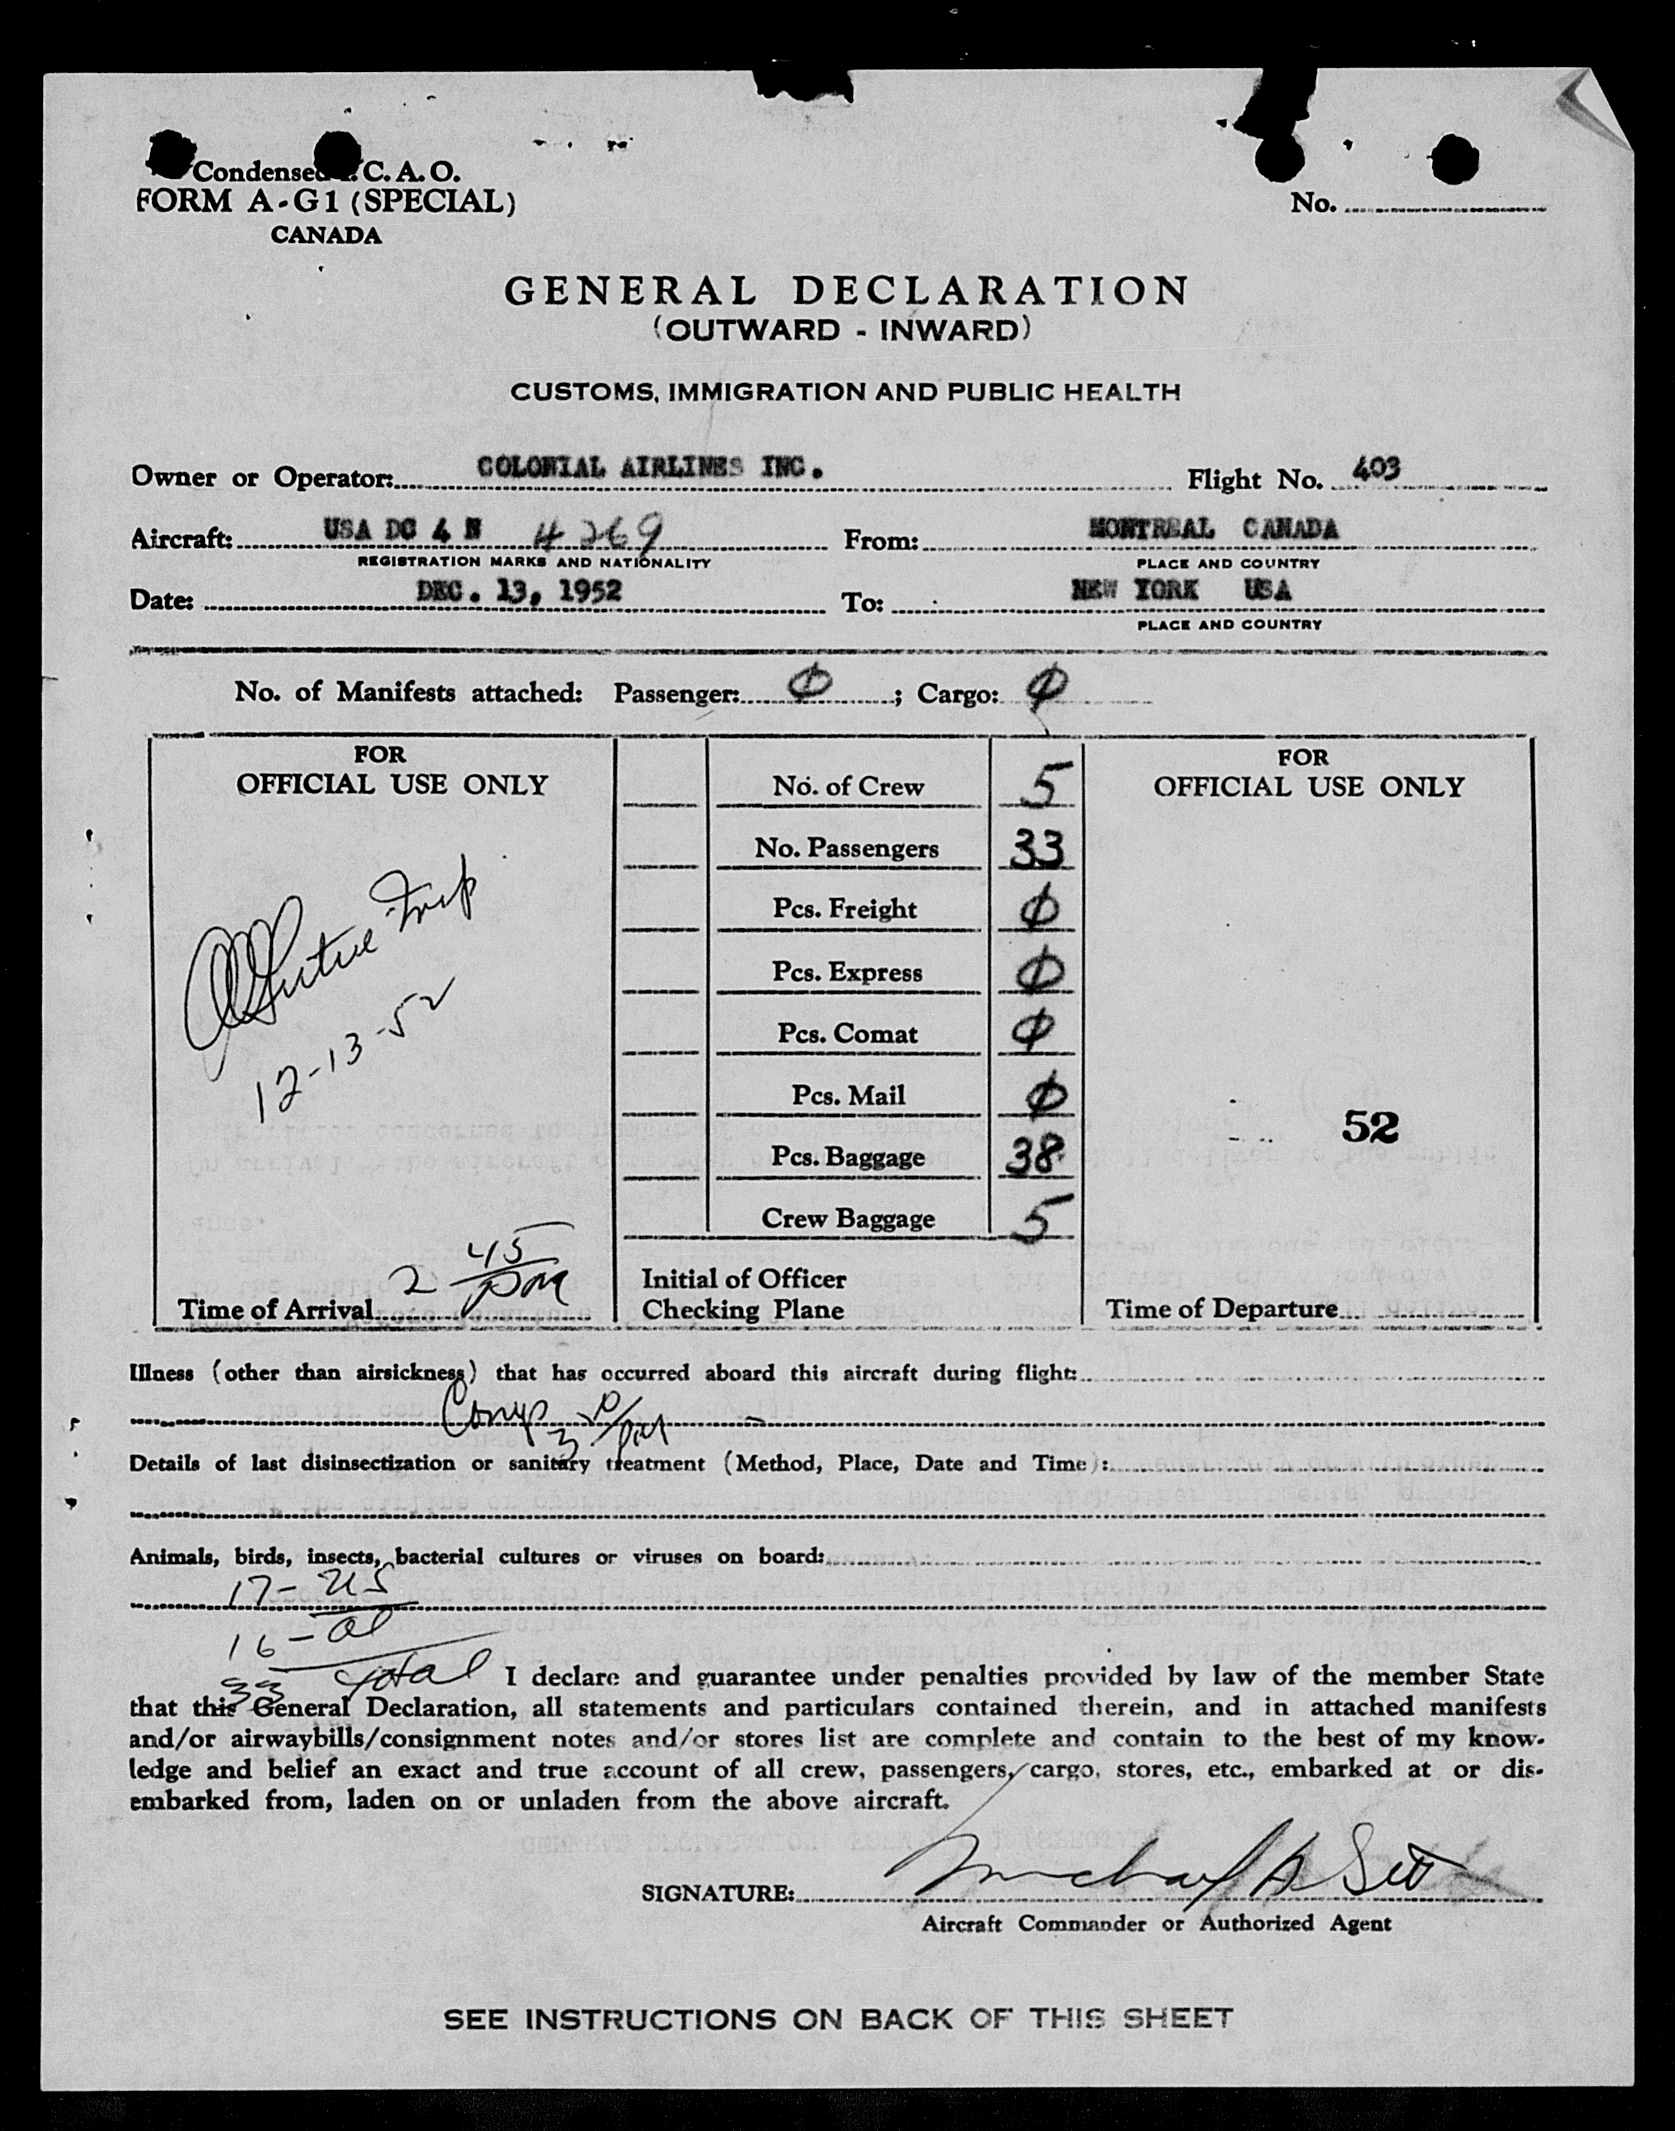 Condensed I. C. A. O.
FORM A-G1 (SPECIAL)
CANADA
No.
GENERAL DECLARATION
(OUTWARD - INWARD)
CUSTOMS, IMMIGRATION AND PUBLIC HEALTH
Owner or Operator: COLONIAL AIRLINES INC. Flight No. 403
Aircraft: USA DC 4 N 4269 From: MONTREAL CANADA
REGISTRATION MARKS AND NATIONALITY PLACE AND COUNTRY
Date: DEC. 13, 1952 To: NEW YORK USA
PLACE AND COUNTRY
No. of Manifests attached: Passenger: Ø; Cargo: Ø
FOR
OFFICIAL USE ONLY
12-13-52
Time of Arrival 2 45 pm
No. of Crew 5
No. Passengers 33
Pcs. Freight Ø
Pcs. Express Ø
Pcs. Comat Ø
Pcs. Mail Ø
Pcs. Baggage 38
Crew Baggage 5
Initial of Officer
Checking Plane
FOR
OFFICIAL USE ONLY
52
Time of Departure
Illness (other than airsickness) that has occurred aboard this aircraft during flight:
Details of last disinsectization or sanitary treatment (Method, Place, Date and Time):
Animals, birds, insects, bacterial cultures or viruses on board:
17 - US
16 - al
33 total
I declare and guarantee under penalties provided by law of the member State
that this General Declaration, all statements and particulars contained therein, and in attached manifests
and/or airwaybills/consignment notes and/or stores list are complete and contain to the best of my know-
ledge and belief an exact and true account of all crew, passengers, cargo, stores, etc., embarked at or dis-
embarked from, laden on or unladen from the above aircraft.
SIGNATURE: Michael
Aircraft Commander or Authorized Agent
SEE INSTRUCTIONS ON BACK OF THIS SHEET